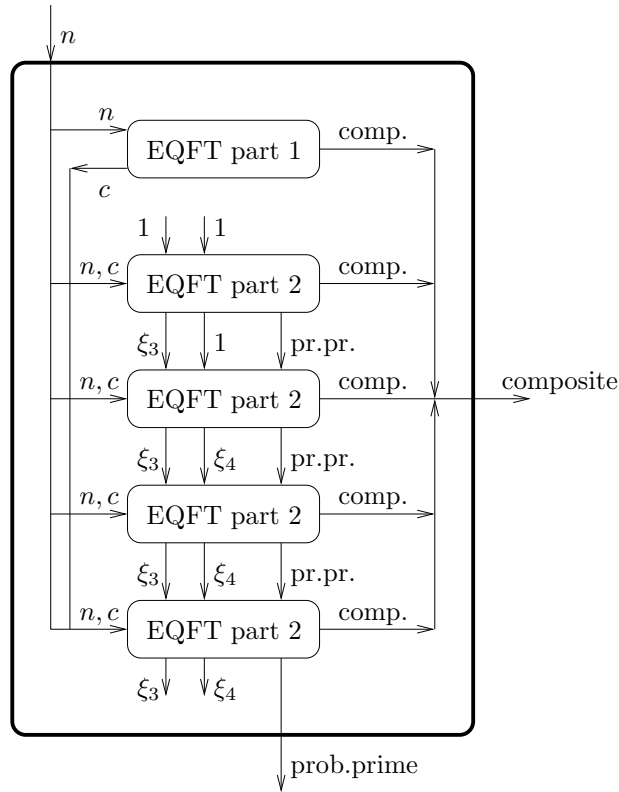 n
n
EQFT part 1
comp.
c
1 1
n, c
EQFT part 2
comp.
ξ₃ 1 pr.pr.
n, c
EQFT part 2
comp.
composite
ξ₃ ξ₄ pr.pr.
n, c
EQFT part 2
comp.
ξ₃ ξ₄ pr.pr.
n, c
EQFT part 2
comp.
ξ₃ ξ₄
prob.prime